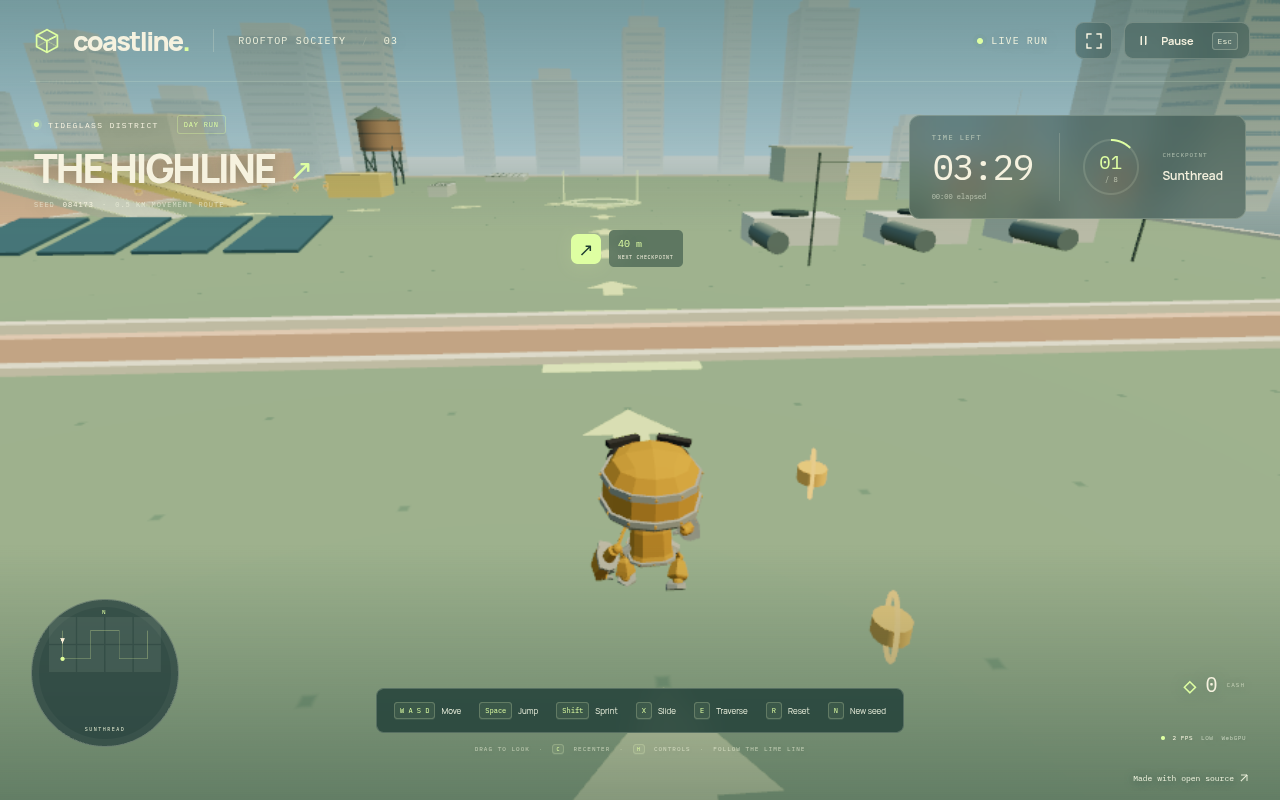 coastline.
ROOFTOP SOCIETY 03
LIVE RUN
Pause Esc
TIDEGLASS DISTRICT DAY RUN
THE HIGHLINE ↗
SEED
MOVEMENT ROUTE
TIME LEFT
03:29
00:00 elapsed
01
/ 8
CHECKPOINT
Sunthread
40 m
NEXT CHECKPOINT
N
SUNTHREAD
W A S D Move Space Jump Shift Sprint X Slide E Traverse R Reset N New seed
DRAG TO LOOK · C RECENTER · CONTROLS · FOLLOW THE LIME LINE
0 CASH
2 FPS LOW WebGPU
Made with open source ↗